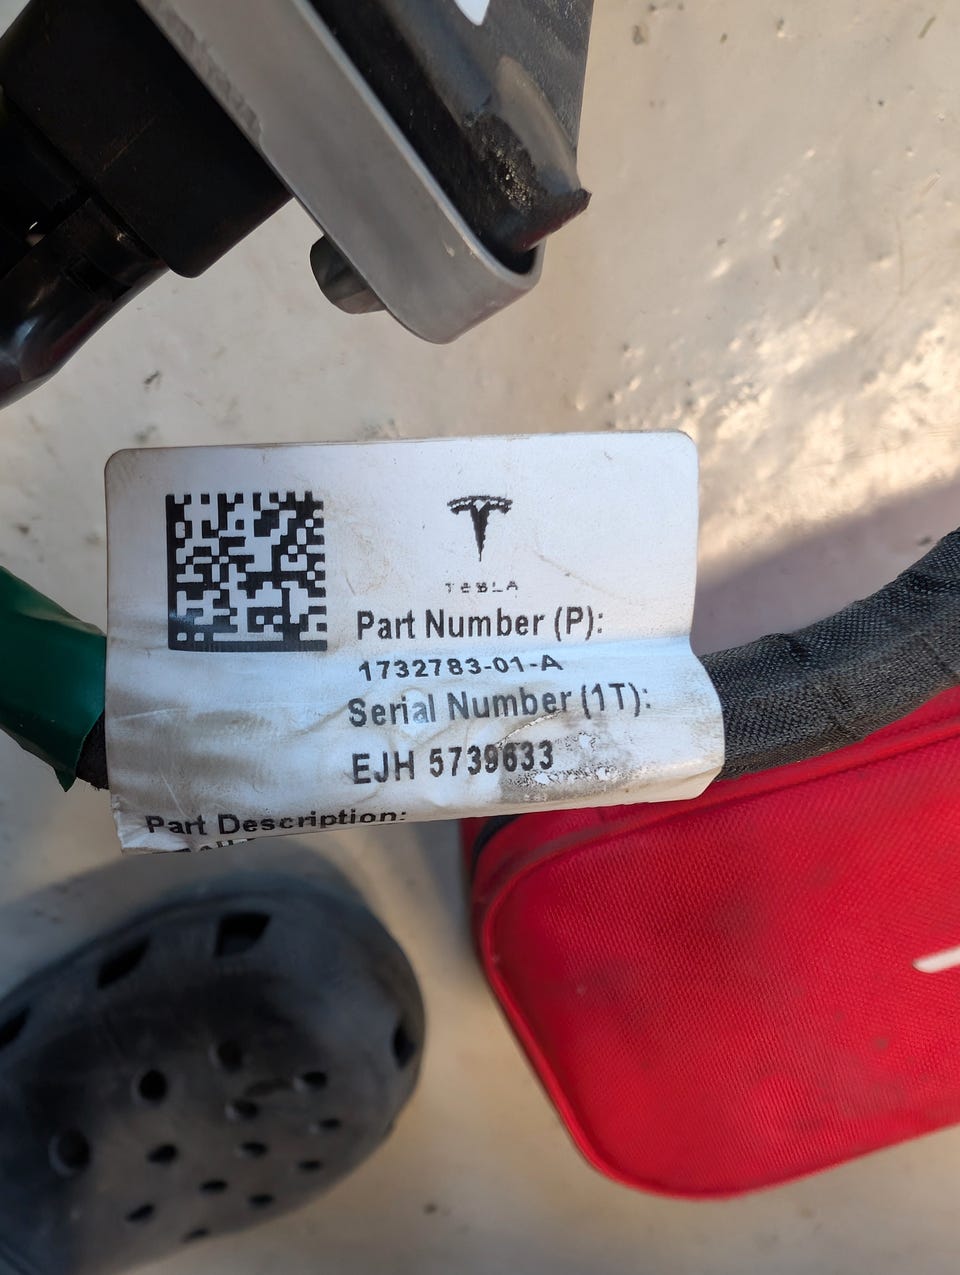 TESLA
Part Number (P):
1732783-01-A
Serial Number (1T):
EJH 5739633
Part Description: